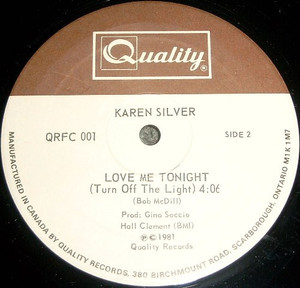 Quality®
KAREN SILVER
QRFC 001
SIDE 2
LOVE ME TONIGHT
(Turn Off The Light) 4:06
(Bob McDill)
Prod: Gino Soccio
Hall Clement (BMI)
℗©1981
Quality Records
MANUFACTURED IN CANADA BY QUALITY RECORDS, 380 BIRCHMOUNT ROAD, SCARBOROUGH, ONTARIO M1K 1M7